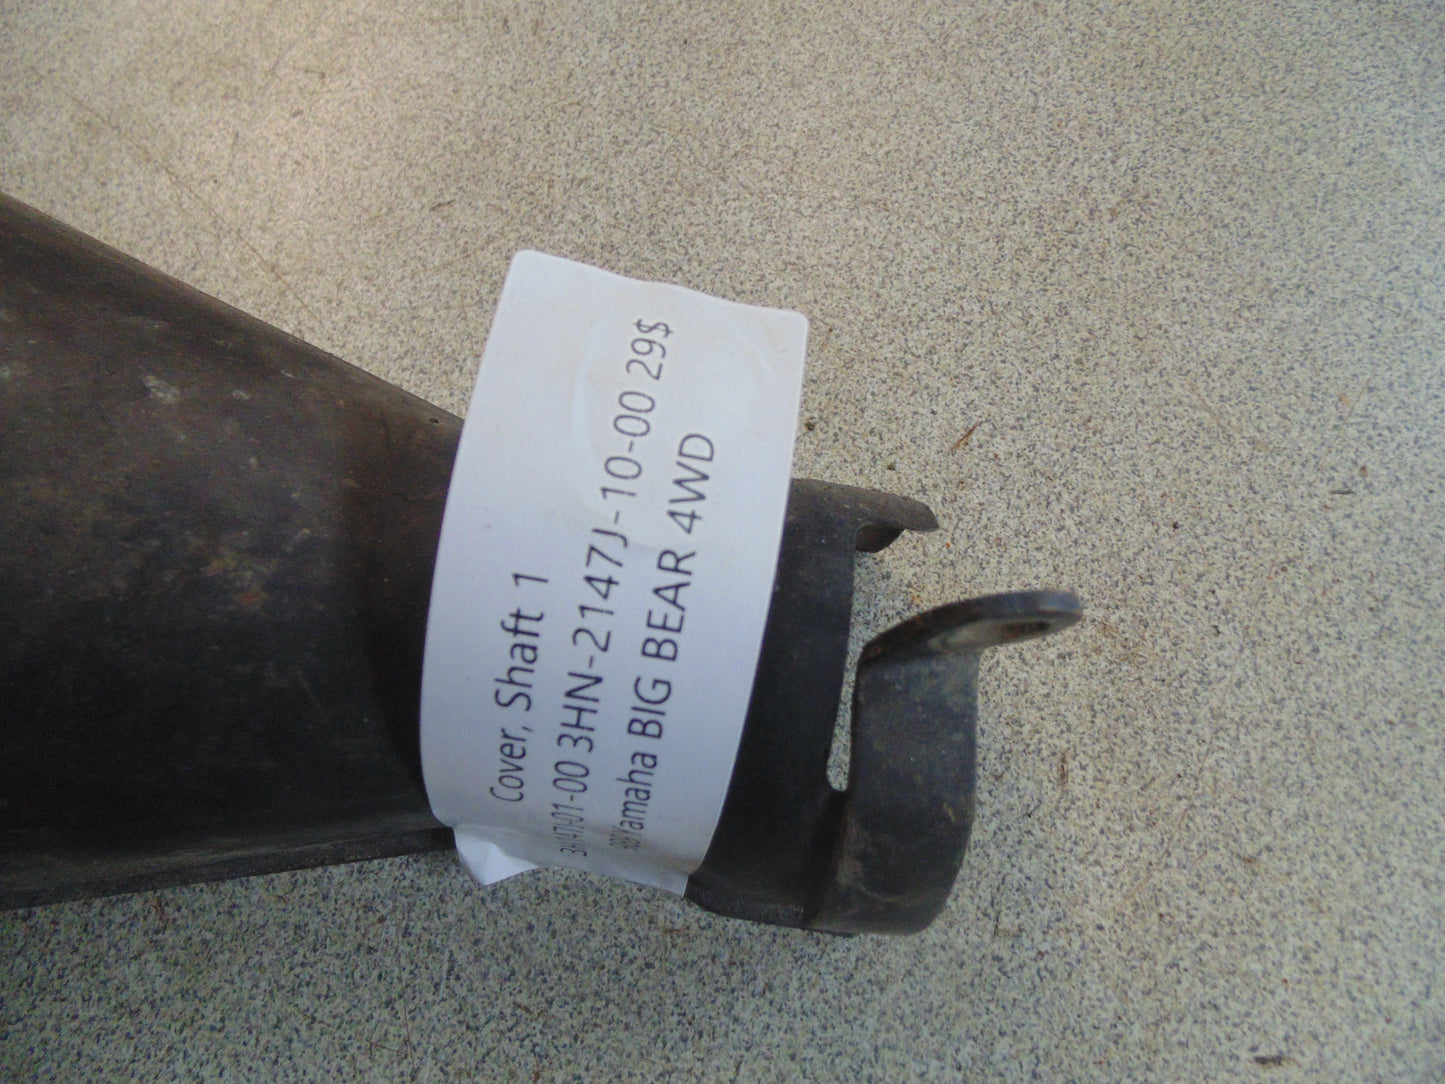 Cover, Shaft 1
3HN-2147J-10-00 29$
Yamaha BIG BEAR 4WD